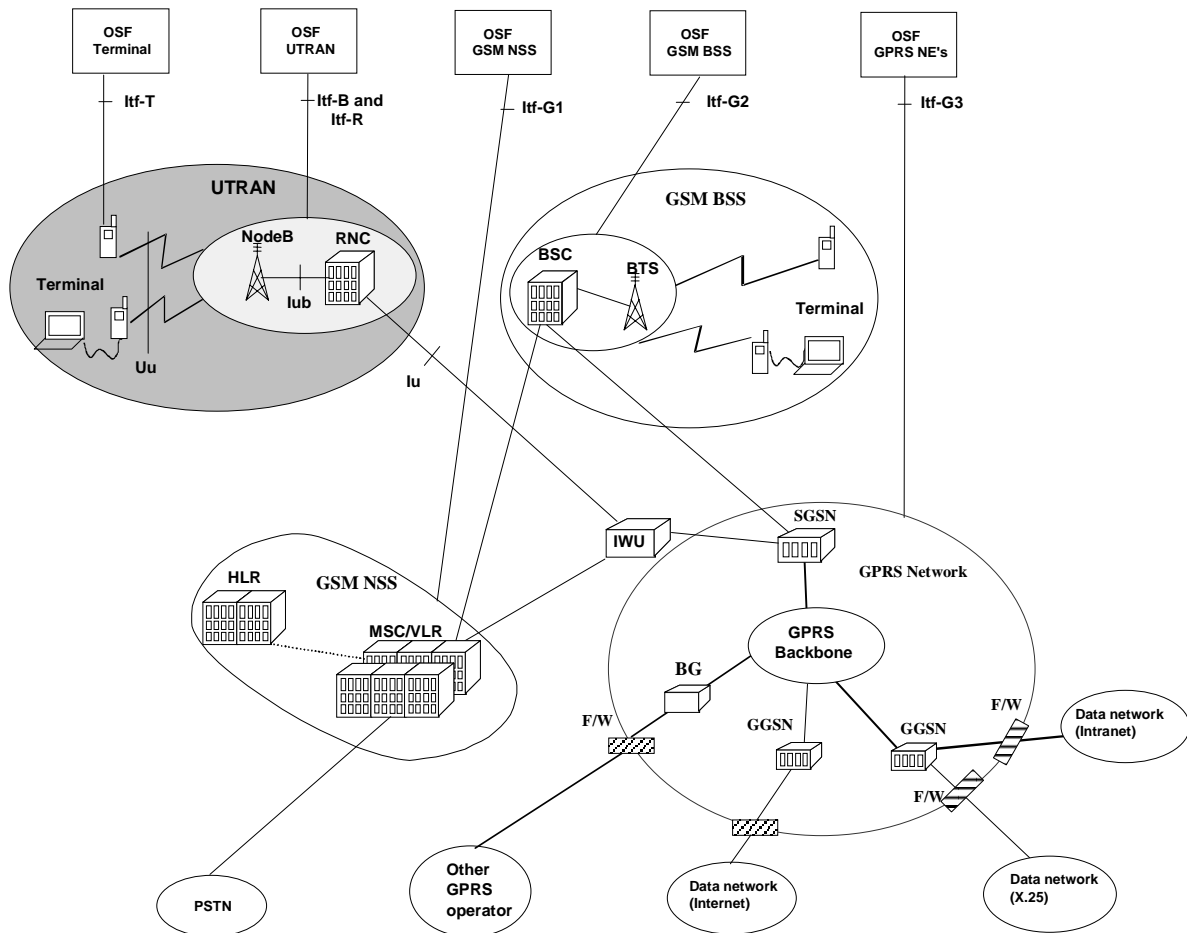 OSF
Terminal
OSF
UTRAN
OSF
GSM NSS
OSF
GSM BSS
OSF
GPRS NE's
Itf-T
Itf-B and
Itf-R
Itf-G1
Itf-G2
Itf-G3
UTRAN
GSM BSS
NodeB
RNC
BSC
BTS
Terminal
Iub
Terminal
Uu
Iu
SGSN
IWU
GPRS Network
HLR
GSM NSS
MSC/VLR
GPRS
Backbone
BG
F/W
GGSN
GGSN
F/W
Data network
(Intranet)
F/W
Other
GPRS
operator
PSTN
Data network
(Internet)
Data network
(X.25)